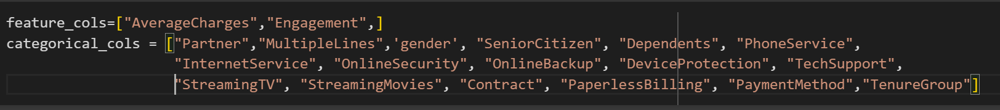 feature_cols=["AverageCharges","Engagement",]
categorical_cols = ["Partner","MultipleLines",'gender', "SeniorCitizen", "Dependents", "PhoneService",
"InternetService", "OnlineSecurity", "OnlineBackup", "DeviceProtection", "TechSupport",
"StreamingTV", "StreamingMovies", "Contract", "PaperlessBilling", "PaymentMethod","TenureGroup"]